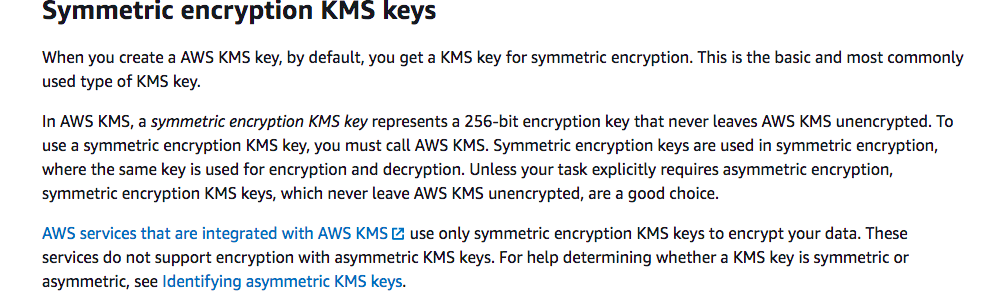 Symmetric encryption KMS keys
When you create a AWS KMS key, by default, you get a KMS key for symmetric encryption. This is the basic and most commonly
used type of KMS key.
In AWS KMS, a symmetric encryption KMS key represents a 256-bit encryption key that never leaves AWS KMS unencrypted. To
use a symmetric encryption KMS key, you must call AWS KMS. Symmetric encryption keys are used in symmetric encryption,
where the same key is used for encryption and decryption. Unless your task explicitly requires asymmetric encryption,
symmetric encryption KMS keys, which never leave AWS KMS unencrypted, are a good choice.
AWS services that are integrated with AWS KMS use only symmetric encryption KMS keys to encrypt your data. These
services do not support encryption with asymmetric KMS keys. For help determining whether a KMS key is symmetric or
asymmetric, see Identifying asymmetric KMS keys.